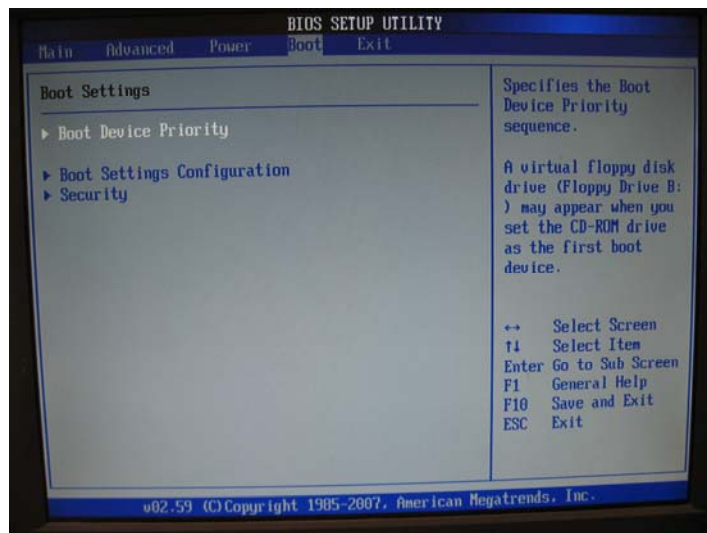 BIOS SETUP UTILITY
Main Advanced Power Boot Exit
Boot Settings
▸ Boot Device Priority
▸ Boot Settings Configuration
▸ Security
Specifies the Boot
Device Priority
sequence.
A virtual floppy disk
drive (Floppy Drive B:
) may appear when you
set the CD-ROM drive
as the first boot
device.
↔ Select Screen
↑↓ Select Item
Enter Go to Sub Screen
F1 General Help
F10 Save and Exit
ESC Exit
v02.59 (C)Copyright 1985-2007, American Megatrends, Inc.